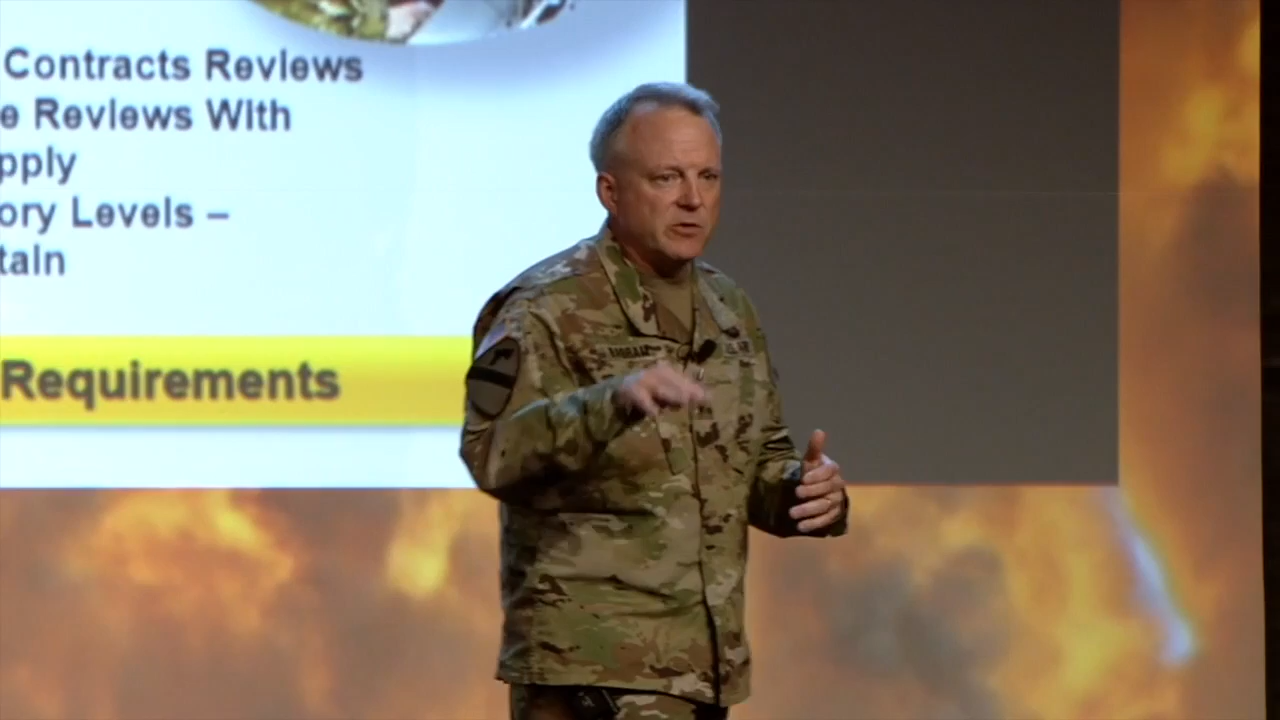 Contracts Reviews
e Reviews With
pply
ory Levels –
tain
Requirements